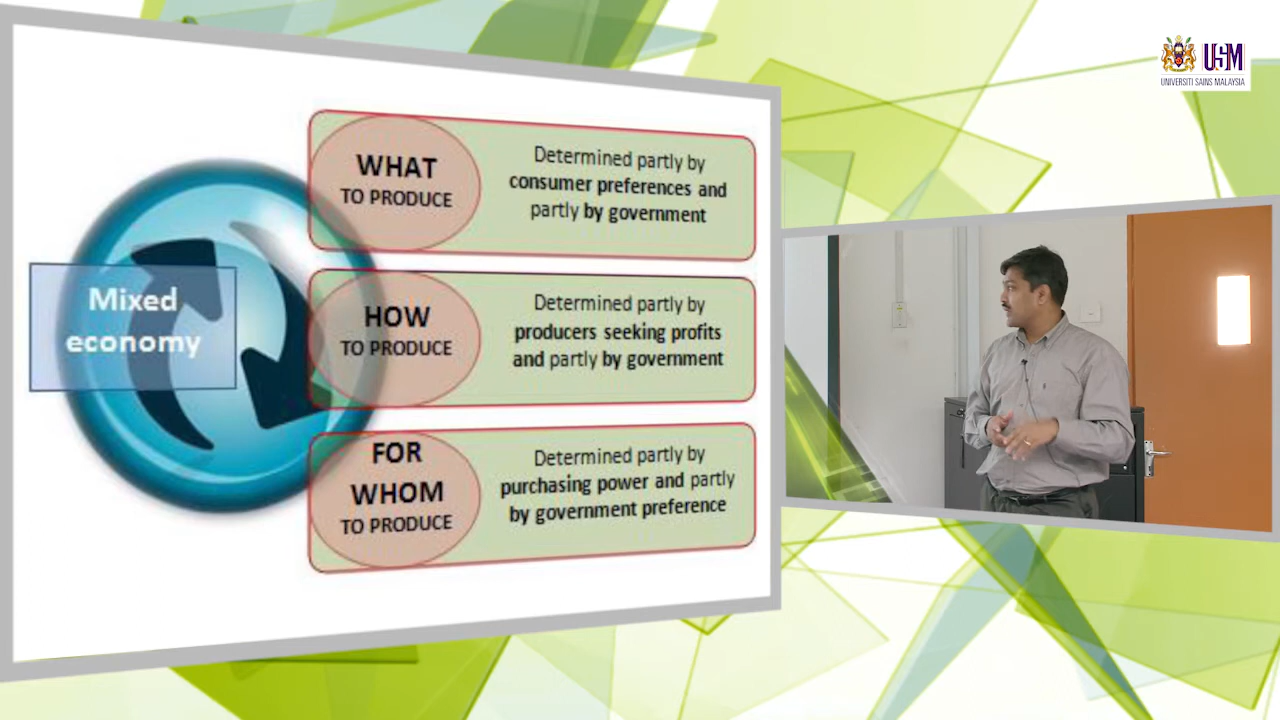 Mixed
economy
WHAT
TO PRODUCE
Determined partly by
consumer preferences and
partly by government
HOW
TO PRODUCE
Determined partly by
producers seeking profits
and partly by government
FOR
WHOM
TO PRODUCE
Determined partly by
purchasing power and partly
by government preference
USM
UNIVERSITI SAINS MALAYSIA